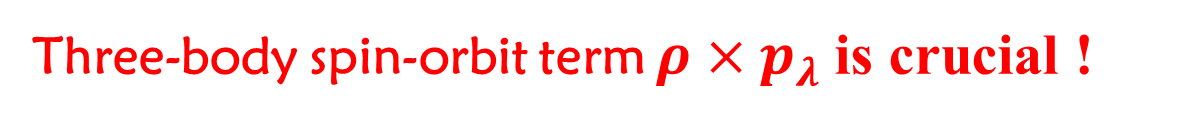 Three-body spin-orbit term ρ × p_λ is crucial !